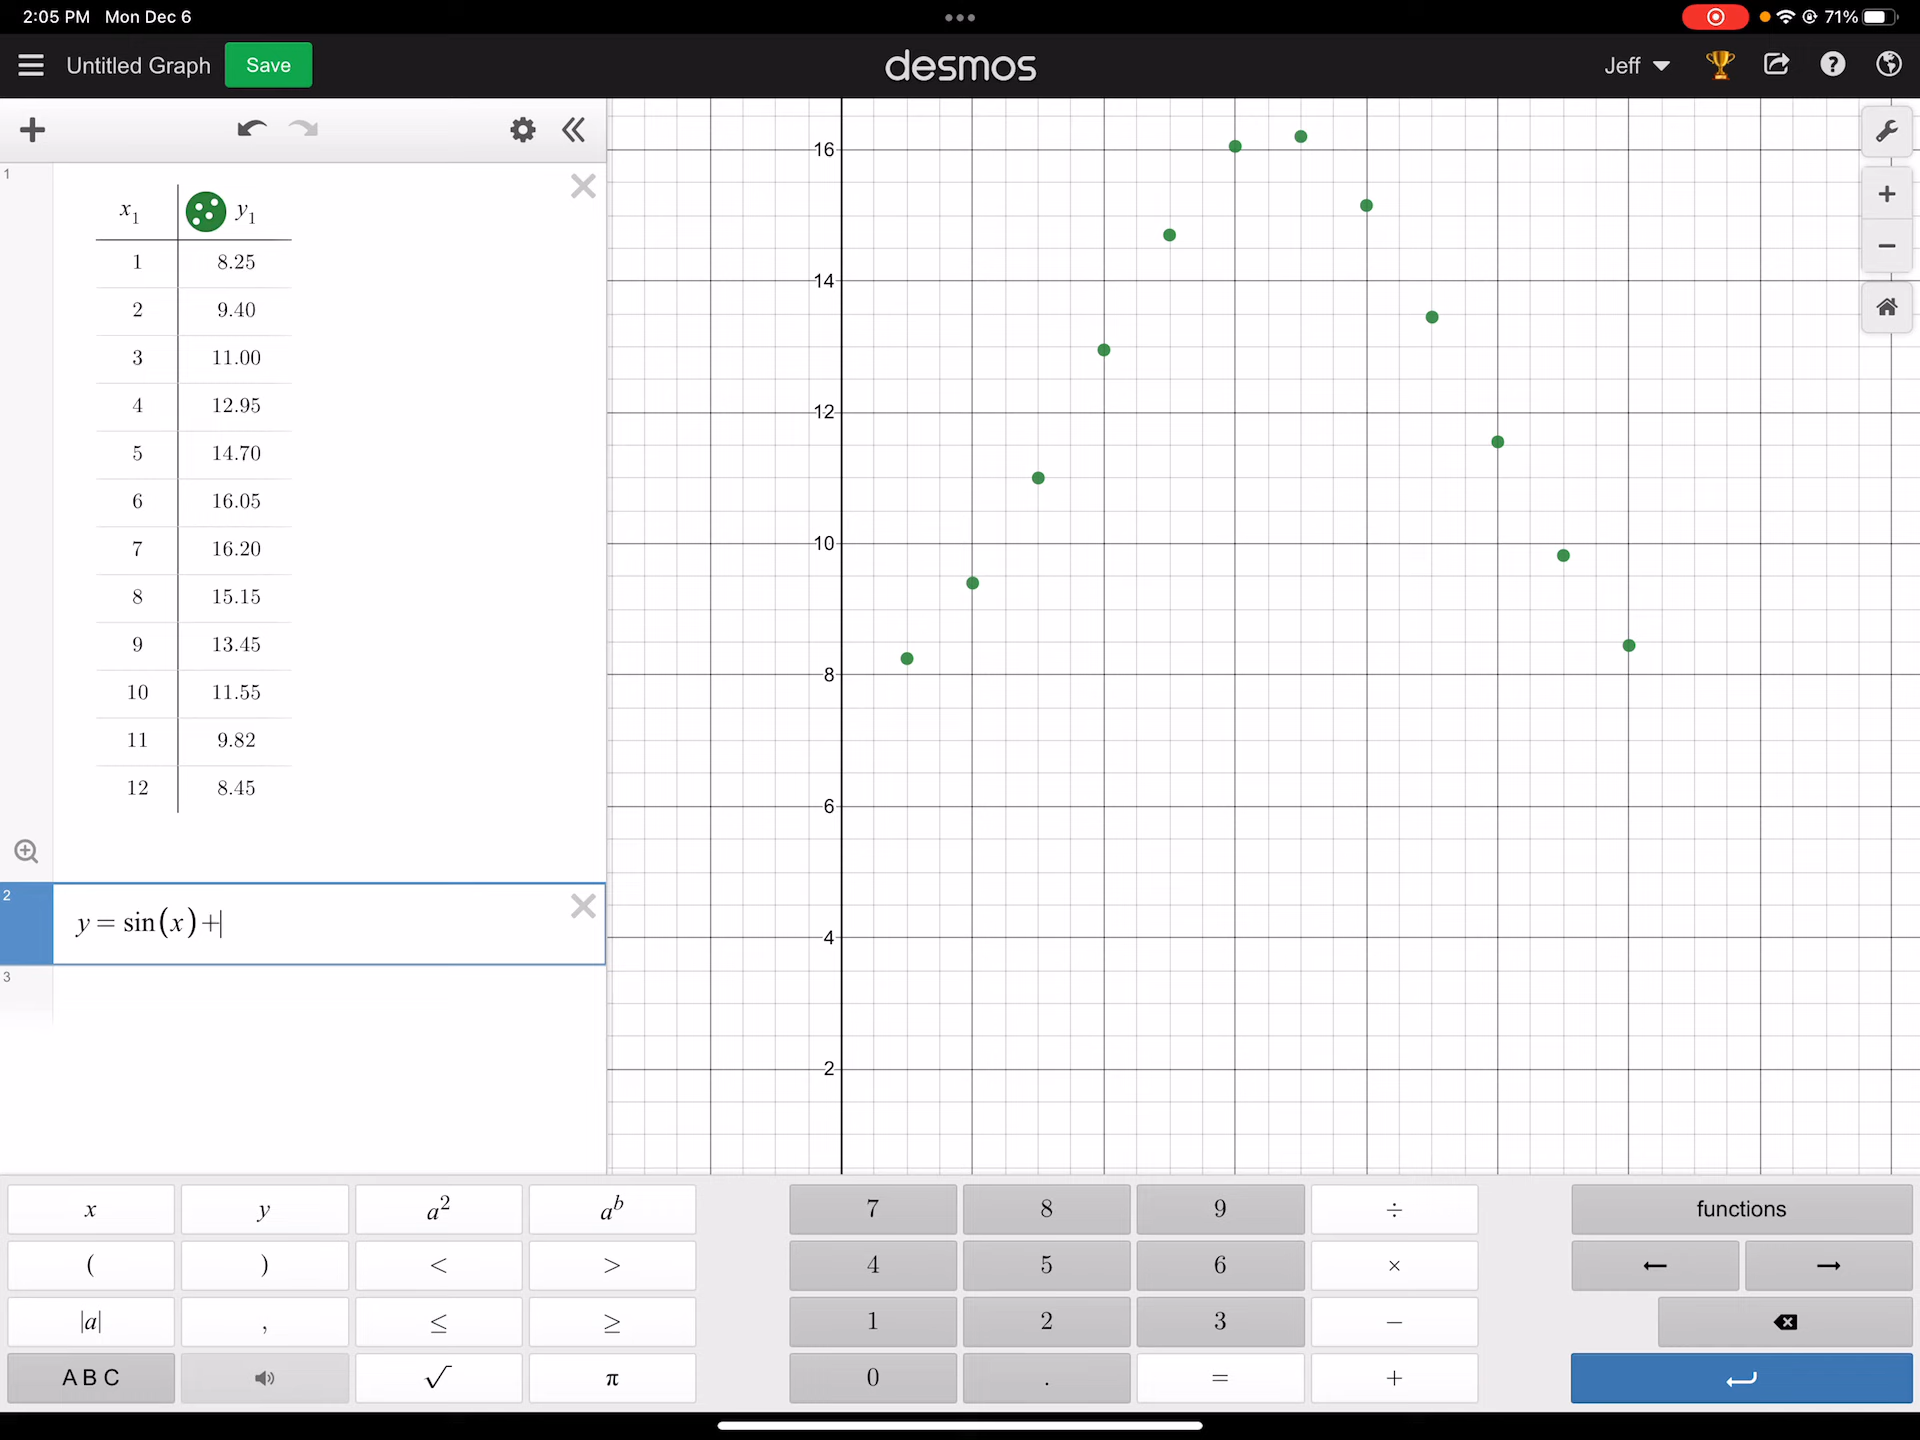 2:05 PM Mon Dec 6
71%
Untitled Graph
Save
desmos
Jeff
1
x₁ y₁
1 8.25
2 9.40
3 11.00
4 12.95
5 14.70
6 16.05
7 16.20
8 15.15
9 13.45
10 11.55
11 9.82
12 8.45
2
y = sin(x) +
3
16
14
12
10
8
6
4
2
x y a² aᵇ 7 8 9 ÷ functions
( ) < > 4 5 6 × ← →
|a| , ≤ ≥ 1 2 3 −
A B C √ π 0 . = +